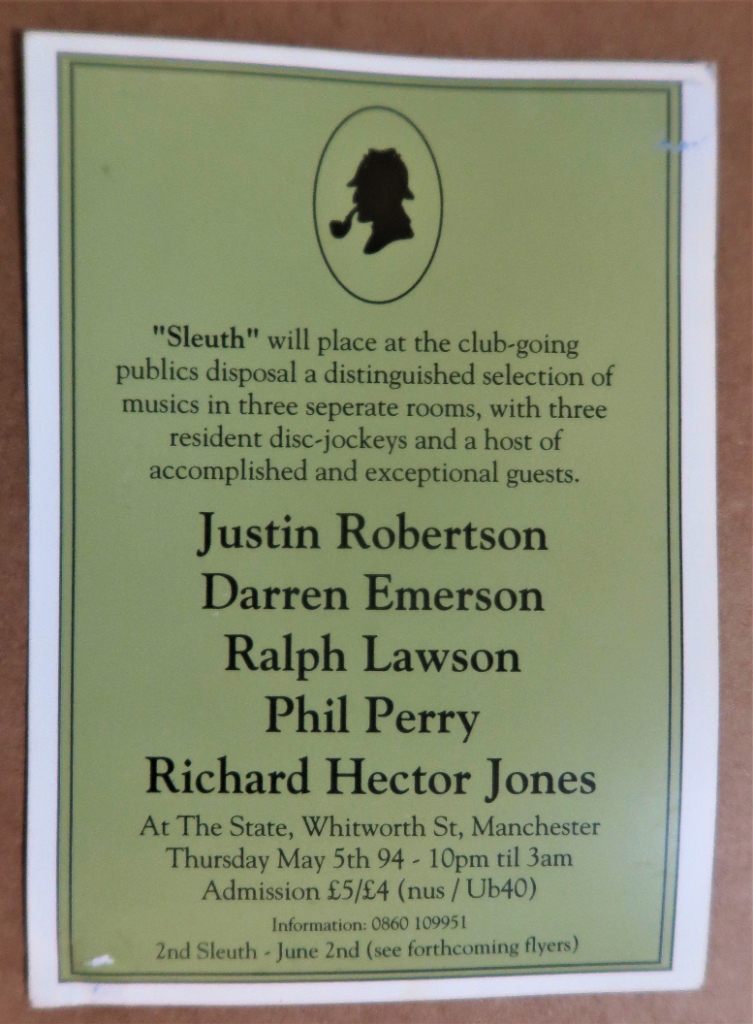 "Sleuth" will place at the club-going
publics disposal a distinguished selection of
musics in three seperate rooms, with three
resident disc-jockeys and a host of
accomplished and exceptional guests.
Justin Robertson
Darren Emerson
Ralph Lawson
Phil Perry
Richard Hector Jones
At The State, Whitworth St, Manchester
Thursday May 5th 94 - 10pm til 3am
Admission £5/£4 (nus / Ub40)
Information: 0860 109951
2nd Sleuth - June 2nd (see forthcoming flyers)